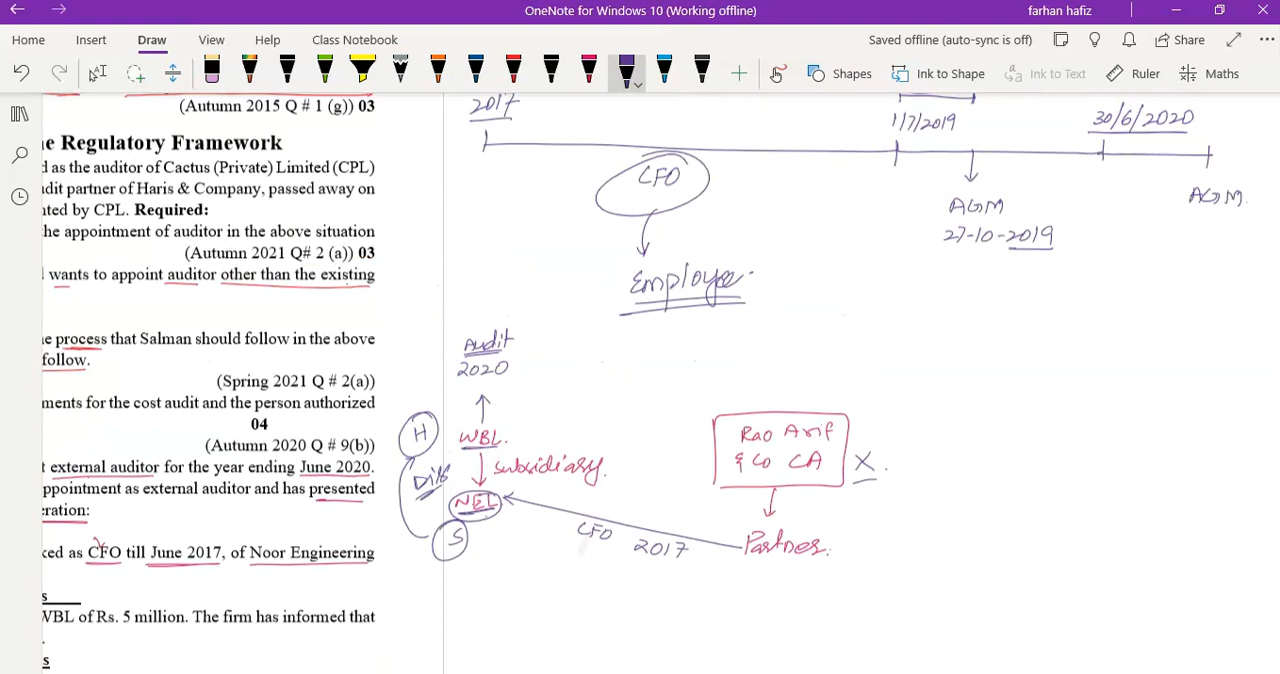 OneNote for Windows 10 (Working offline)
farhan hafiz
Home Insert Draw View Help Class Notebook
Saved offline (auto-sync is off)
Share
Shapes
Ink to Shape
Ink to Text
Ruler
Maths
(Autumn 2015 Q # 1 (g)) 03
e Regulatory Framework
d as the auditor of Cactus (Private) Limited (CPL)
dit partner of Haris & Company, passed away on
nted by CPL. Required:
he appointment of auditor in the above situation
(Autumn 2021 Q# 2 (a)) 03
wants to appoint auditor other than the existing
e process that Salman should follow in the above
follow.
(Spring 2021 Q # 2(a))
ments for the cost audit and the person authorized
04
(Autumn 2020 Q # 9(b))
t external auditor for the year ending June 2020.
ppointment as external auditor and has presented
eration:
ked as CFO till June 2017, of Noor Engineering
s
WBL of Rs. 5 million. The firm has informed that
s
2017
1/7/2019
30/6/2020
CFO
AGM
27-10-2019
AGM
Employee
Audit
2020
H
WBL.
Subsidiary
NEL
S
CFO 2017
Rao Arif
& Co CA
X
Partner.